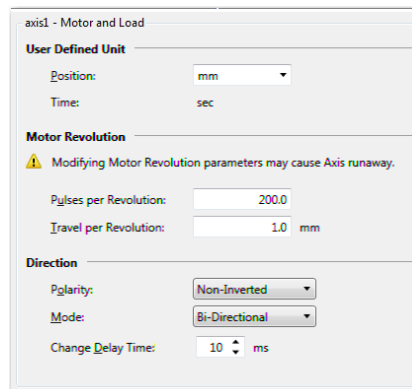 axis1 - Motor and Load
User Defined Unit
Position: mm
Time: sec
Motor Revolution
Modifying Motor Revolution parameters may cause Axis runaway.
Pulses per Revolution: 200.0
Travel per Revolution: 1.0 mm
Direction
Polarity: Non-Inverted
Mode: Bi-Directional
Change Delay Time: 10 ms